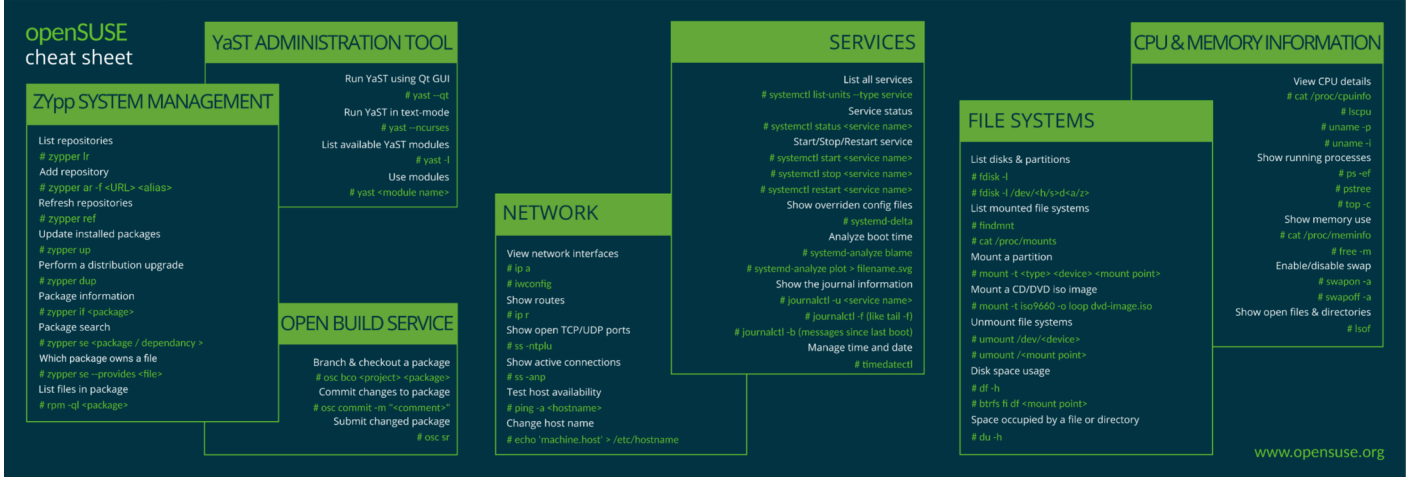 openSUSE
cheat sheet
ZYpp SYSTEM MANAGEMENT
List repositories
# zypper lr
Add repository
# zypper ar -f <URL> <alias>
Refresh repositories
# zypper ref
Update installed packages
# zypper up
Perform a distribution upgrade
# zypper dup
Package information
# zypper if <package>
Package search
# zypper se <package / dependancy >
Which package owns a file
# zypper se --provides <file>
List files in package
# rpm -ql <package>
YaST ADMINISTRATION TOOL
Run YaST using Qt GUI
# yast --qt
Run YaST in text-mode
# yast --ncurses
List available YaST modules
# yast -l
Use modules
# yast <module name>
OPEN BUILD SERVICE
Branch & checkout a package
# osc bco <project> <package>
Commit changes to package
# osc commit -m "<comment>"
Submit changed package
# osc sr
NETWORK
View network interfaces
# ip a
# iwconfig
Show routes
# ip r
Show open TCP/UDP ports
# ss -ntplu
Show active connections
# ss -anp
Test host availability
# ping -a <hostname>
Change host name
# echo 'machine.host' > /etc/hostname
SERVICES
List all services
# systemctl list-units --type service
Service status
# systemctl status <service name>
Start/Stop/Restart service
# systemctl start <service name>
# systemctl stop <service name>
# systemctl restart <service name>
Show overriden config files
# systemd-delta
Analyze boot time
# systemd-analyze blame
# systemd-analyze plot > filename.svg
Show the journal information
# journalctl -u <service name>
# journalctl -f (like tail -f)
# journalctl -b (messages since last boot)
Manage time and date
# timedatectl
FILE SYSTEMS
List disks & partitions
# fdisk -l
# fdisk -l /dev/<h/s>d<a/z>
List mounted file systems
# findmnt
# cat /proc/mounts
Mount a partition
# mount -t <type> <device> <mount point>
Mount a CD/DVD iso image
# mount -t iso9660 -o loop dvd-image.iso
Unmount file systems
# umount /dev/<device>
# umount /<mount point>
Disk space usage
# df -h
# btrfs fi df <mount point>
Space occupied by a file or directory
# du -h
CPU & MEMORY INFORMATION
View CPU details
# cat /proc/cpuinfo
# lscpu
# uname -p
# uname -i
Show running processes
# ps -ef
# pstree
# top -c
Show memory use
# cat /proc/meminfo
# free -m
Enable/disable swap
# swapon -a
# swapoff -a
Show open files & directories
# lsof
www.opensuse.org